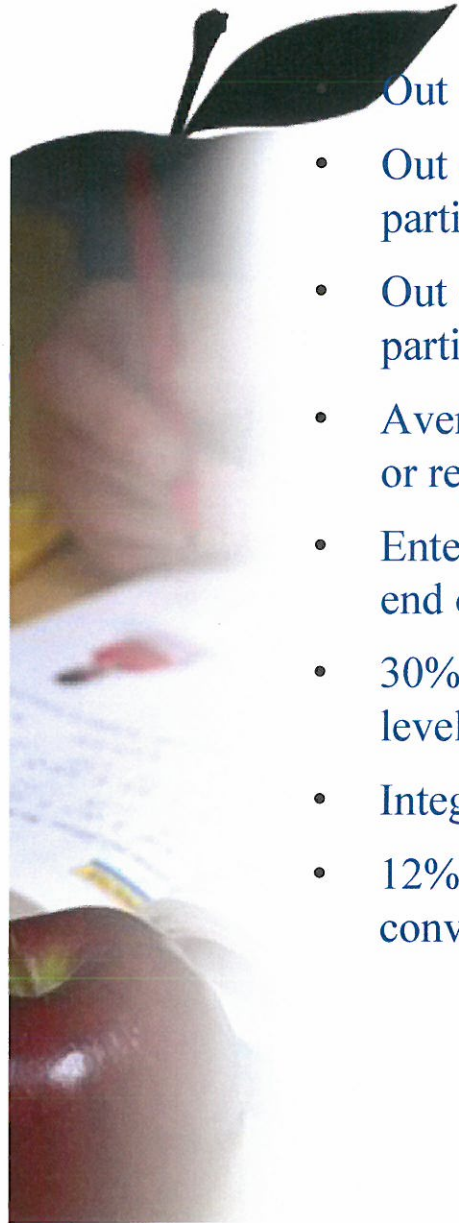 Out
Out
parti
Out
parti
Aver
or re
Ente
end
30%
level
Integ
12%
conv